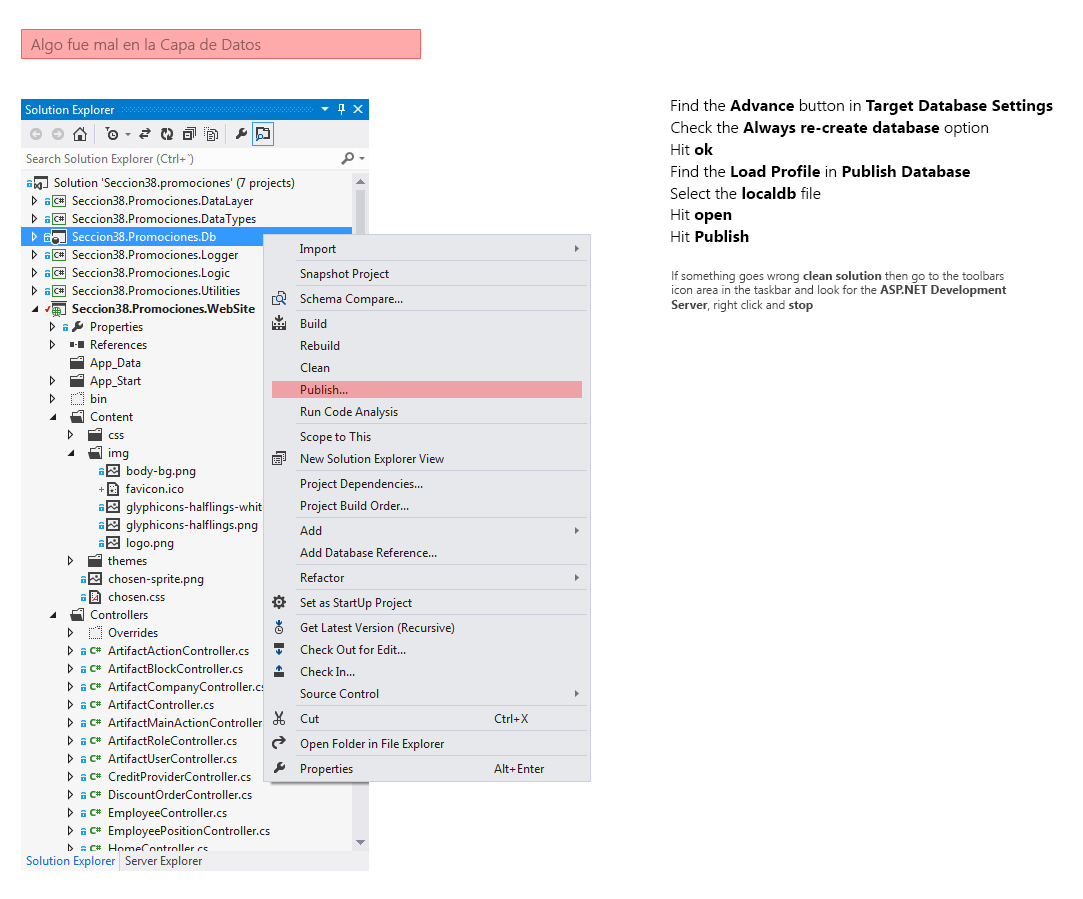 Algo fue mal en la Capa de Datos
Solution Explorer
Search Solution Explorer (Ctrl+`)
Solution 'Seccion38.promociones' (7 projects)
Seccion38.Promociones.DataLayer
Seccion38.Promociones.DataTypes
Seccion38.Promociones.Db
Seccion38.Promociones.Logger
Seccion38.Promociones.Logic
Seccion38.Promociones.Utilities
Seccion38.Promociones.WebSite
Properties
References
App_Data
App_Start
bin
Content
css
img
body-bg.png
favicon.ico
glyphicons-halflings-whit
glyphicons-halflings.png
logo.png
themes
chosen-sprite.png
chosen.css
Controllers
Overrides
C# ArtifactActionController.cs
C# ArtifactBlockController.cs
C# ArtifactCompanyController.cs
C# ArtifactController.cs
C# ArtifactMainActionController
C# ArtifactRoleController.cs
C# ArtifactUserController.cs
C# CreditProviderController.cs
C# DiscountOrderController.cs
C# EmployeeController.cs
C# EmployeePositionController.cs
C# HomeController.cs
Solution Explorer Server Explorer
Import
Snapshot Project
Schema Compare...
Build
Rebuild
Clean
Publish...
Run Code Analysis
Scope to This
New Solution Explorer View
Project Dependencies...
Project Build Order...
Add
Add Database Reference...
Refactor
Set as StartUp Project
Get Latest Version (Recursive)
Check Out for Edit...
Check In...
Source Control
Cut Ctrl+X
Open Folder in File Explorer
Properties Alt+Enter
Find the Advance button in Target Database Settings
Check the Always re-create database option
Hit ok
Find the Load Profile in Publish Database
Select the localdb file
Hit open
Hit Publish
If something goes wrong clean solution then go to the toolbars
icon area in the taskbar and look for the ASP.NET Development
Server, right click and stop